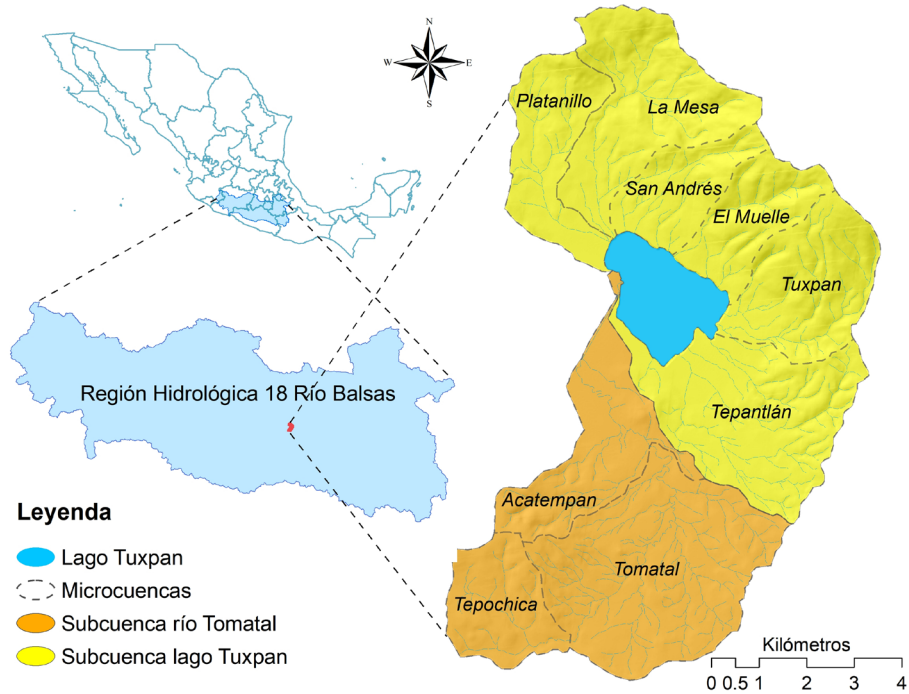 N
W E
S
Platanillo
La Mesa
San Andrés
El Muelle
Tuxpan
Tepantlán
Región Hidrológica 18 Río Balsas
Acatempan
Tomatal
Tepochica
Leyenda
Lago Tuxpan
Microcuencas
Subcuenca río Tomatal
Subcuenca lago Tuxpan
Kilómetros
0 0.5 1 2 3 4